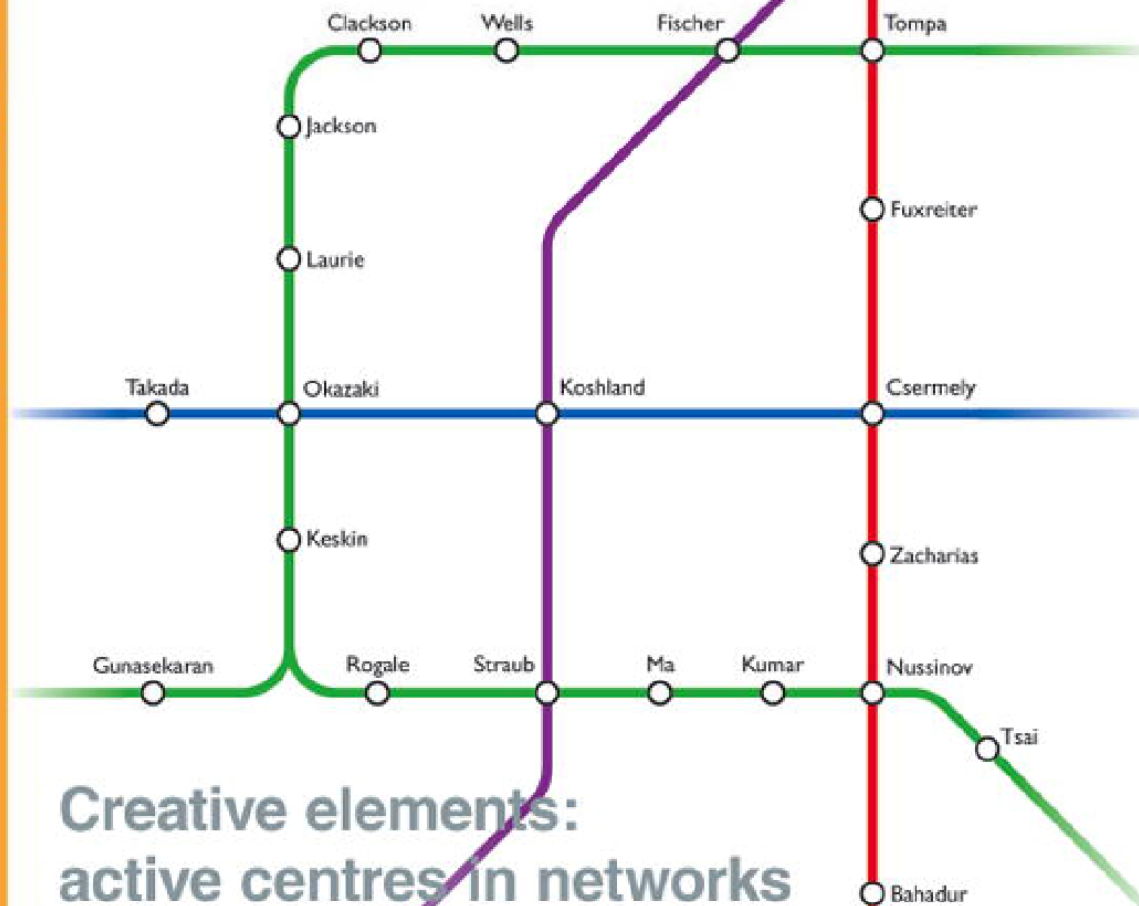 Clackson Wells Fischer Tompa
Jackson
Fuxreiter
Laurie
Takada Okazaki Koshland Csermely
Keskin
Zacharias
Gunasekaran Rogale Straub Ma Kumar Nussinov
Tsai
Creative elements:
active centres in networks
Bahadur